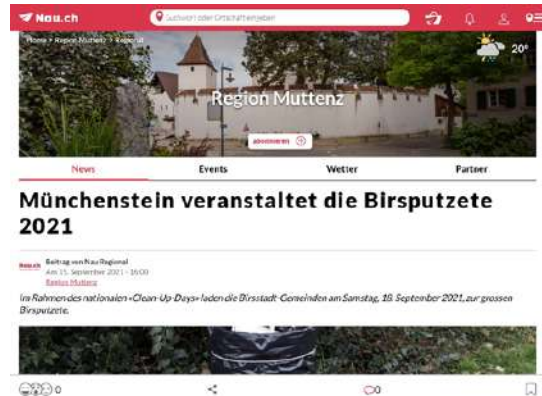 Nau.ch
Suchwort oder Ortschaft eingeben
Home > Region Muttenz > Regional
20°
Region Muttenz
abonnieren
News Events Wetter Partner
Münchenstein veranstaltet die Birsputzete
2021
Nau.ch
Beitrag von Nau Regional
Am 15. September 2021 - 16:00
Region Muttenz
Im Rahmen des nationalen «Clean-Up-Days» laden die Birsstadt-Gemeinden am Samstag, 18. September 2021, zur grossen
Birsputzete.
0 0